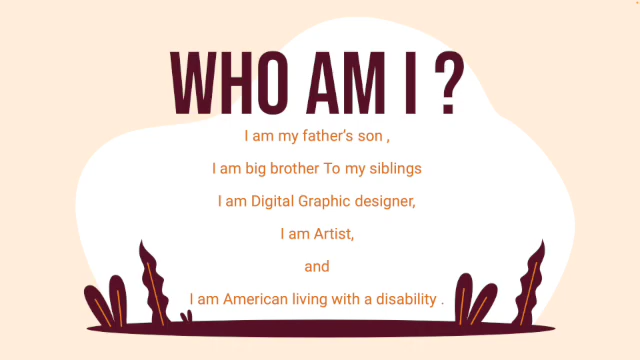 WHO AM I ?
I am my father’s son ,
I am big brother To my siblings
I am Digital Graphic designer,
I am Artist,
and
I am American living with a disability .